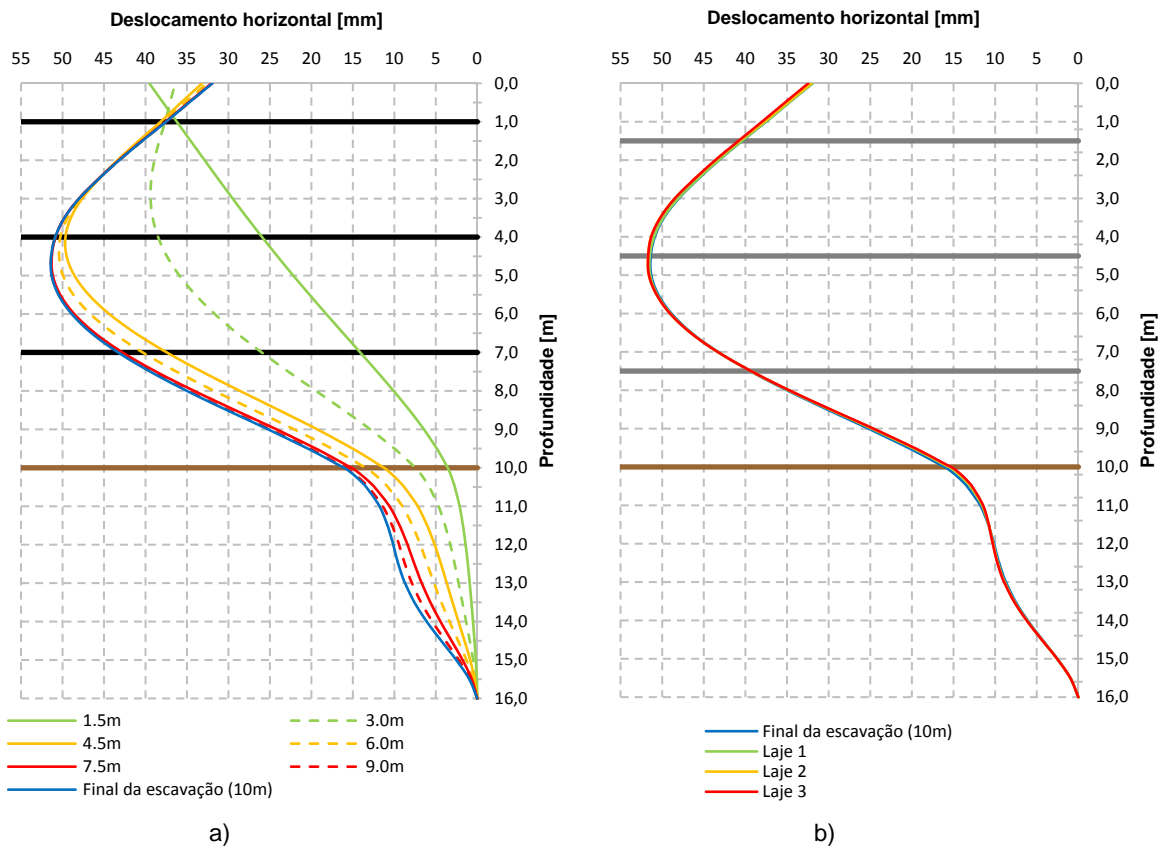 Deslocamento horizontal [mm]
55 50 45 40 35 30 25 20 15 10 5 0
0,0
1,0
2,0
3,0
4,0
5,0
6,0
7,0
8,0
9,0
10,0
11,0
12,0
13,0
14,0
15,0
16,0
Profundidade [m]
1.5m 3.0m
4.5m 6.0m
7.5m 9.0m
Final da escavação (10m)
a)
Deslocamento horizontal [mm]
55 50 45 40 35 30 25 20 15 10 5 0
0,0
1,0
2,0
3,0
4,0
5,0
6,0
7,0
8,0
9,0
10,0
11,0
12,0
13,0
14,0
15,0
16,0
Profundidade [m]
Final da escavação (10m)
Laje 1
Laje 2
Laje 3
b)